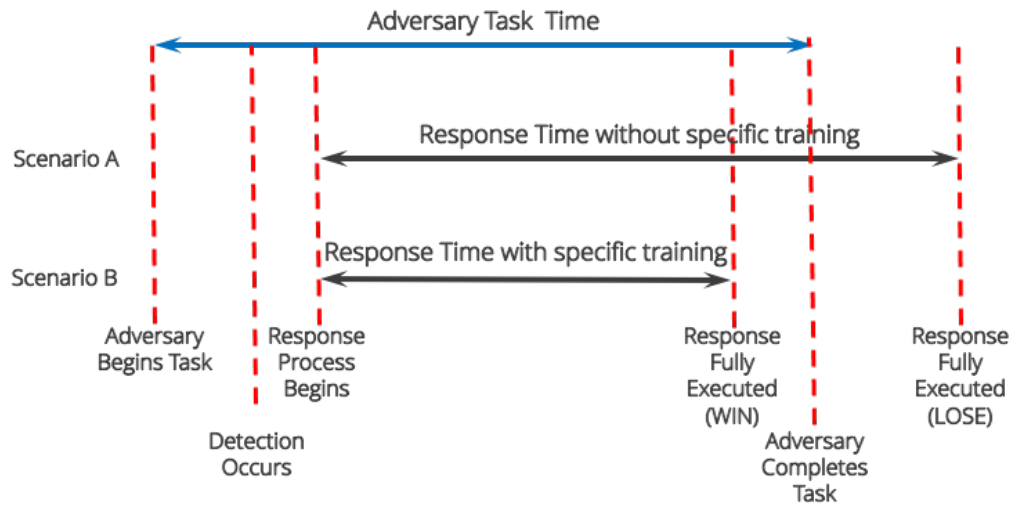 Adversary Task Time
Response Time without specific training
Scenario A
Response Time with specific training
Scenario B
Adversary
Begins Task
Response
Process
Begins
Response
Fully
Executed
(WIN)
Response
Fully
Executed
(LOSE)
Detection
Occurs
Adversary
Completes
Task